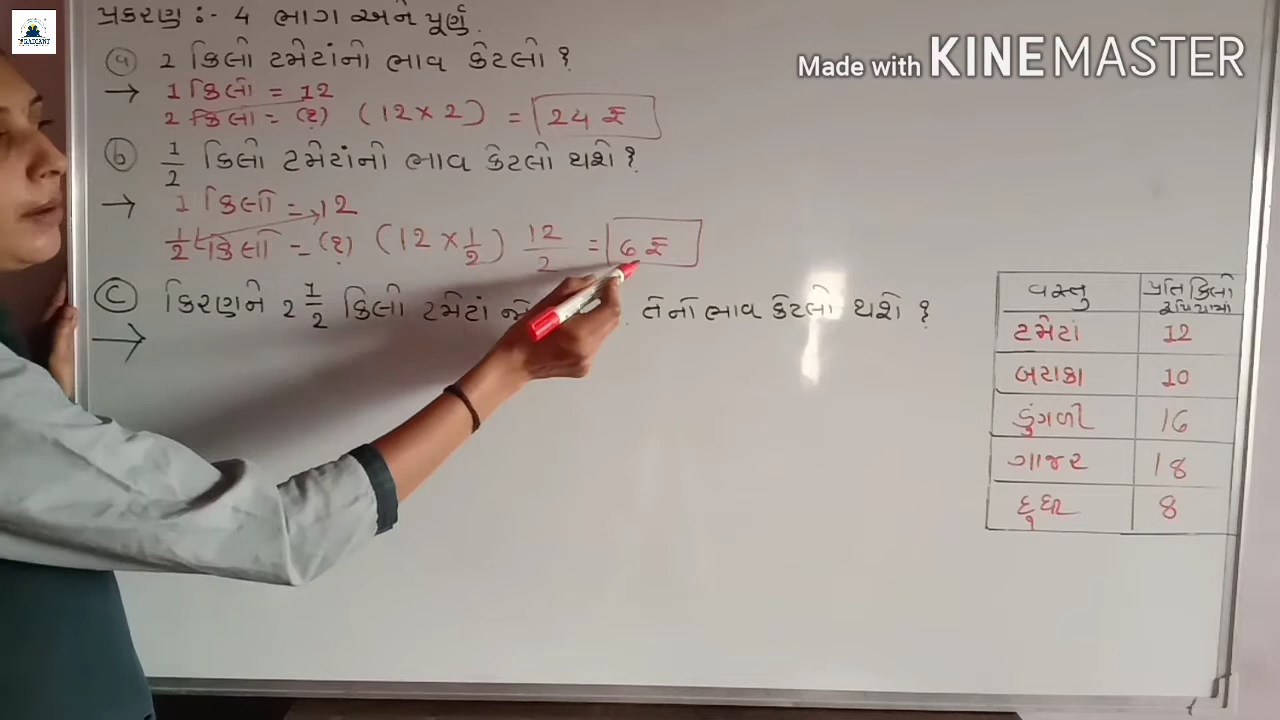 RADIANT
Made with KINEMASTER
પ્રકરણ :- 4 ભાગ અને પૂર્ણ.
(a) 2 કિલો ટમેટાંનો ભાવ કેટલો ?
→ 1 કિલો = 12
2 કિલો = (?) (12 × 2) = 24 ₹
(b) 1/2 કિલો ટમેટાંનો ભાવ કેટલો થશે ?
→ 1 કિલો = 12
1/2 કિલો = (?) (12 × 1/2) 12/2 = 6 ₹
(c) કિરણને 2 1/2 કિલો ટમેટાં તેનો ભાવ કેટલો થશે ?
→
વસ્તુ પ્રતિ કિલો રૂપિયામાં
ટમેટાં 12
બટાકા 10
ડુંગળી 16
ગાજર 18
દૂધી 8